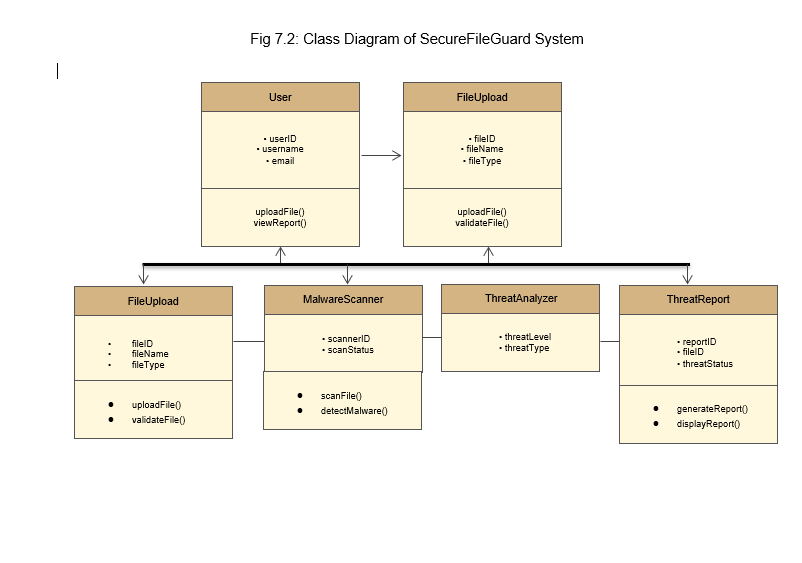 Fig 7.2: Class Diagram of SecureFileGuard System
User
• userID
• username
• email
uploadFile()
viewReport()
FileUpload
• fileID
• fileName
• fileType
uploadFile()
validateFile()
FileUpload
• fileID
• fileName
• fileType
● uploadFile()
● validateFile()
MalwareScanner
• scannerID
• scanStatus
● scanFile()
● detectMalware()
ThreatAnalyzer
• threatLevel
• threatType
ThreatReport
• reportID
• fileID
• threatStatus
● generateReport()
● displayReport()